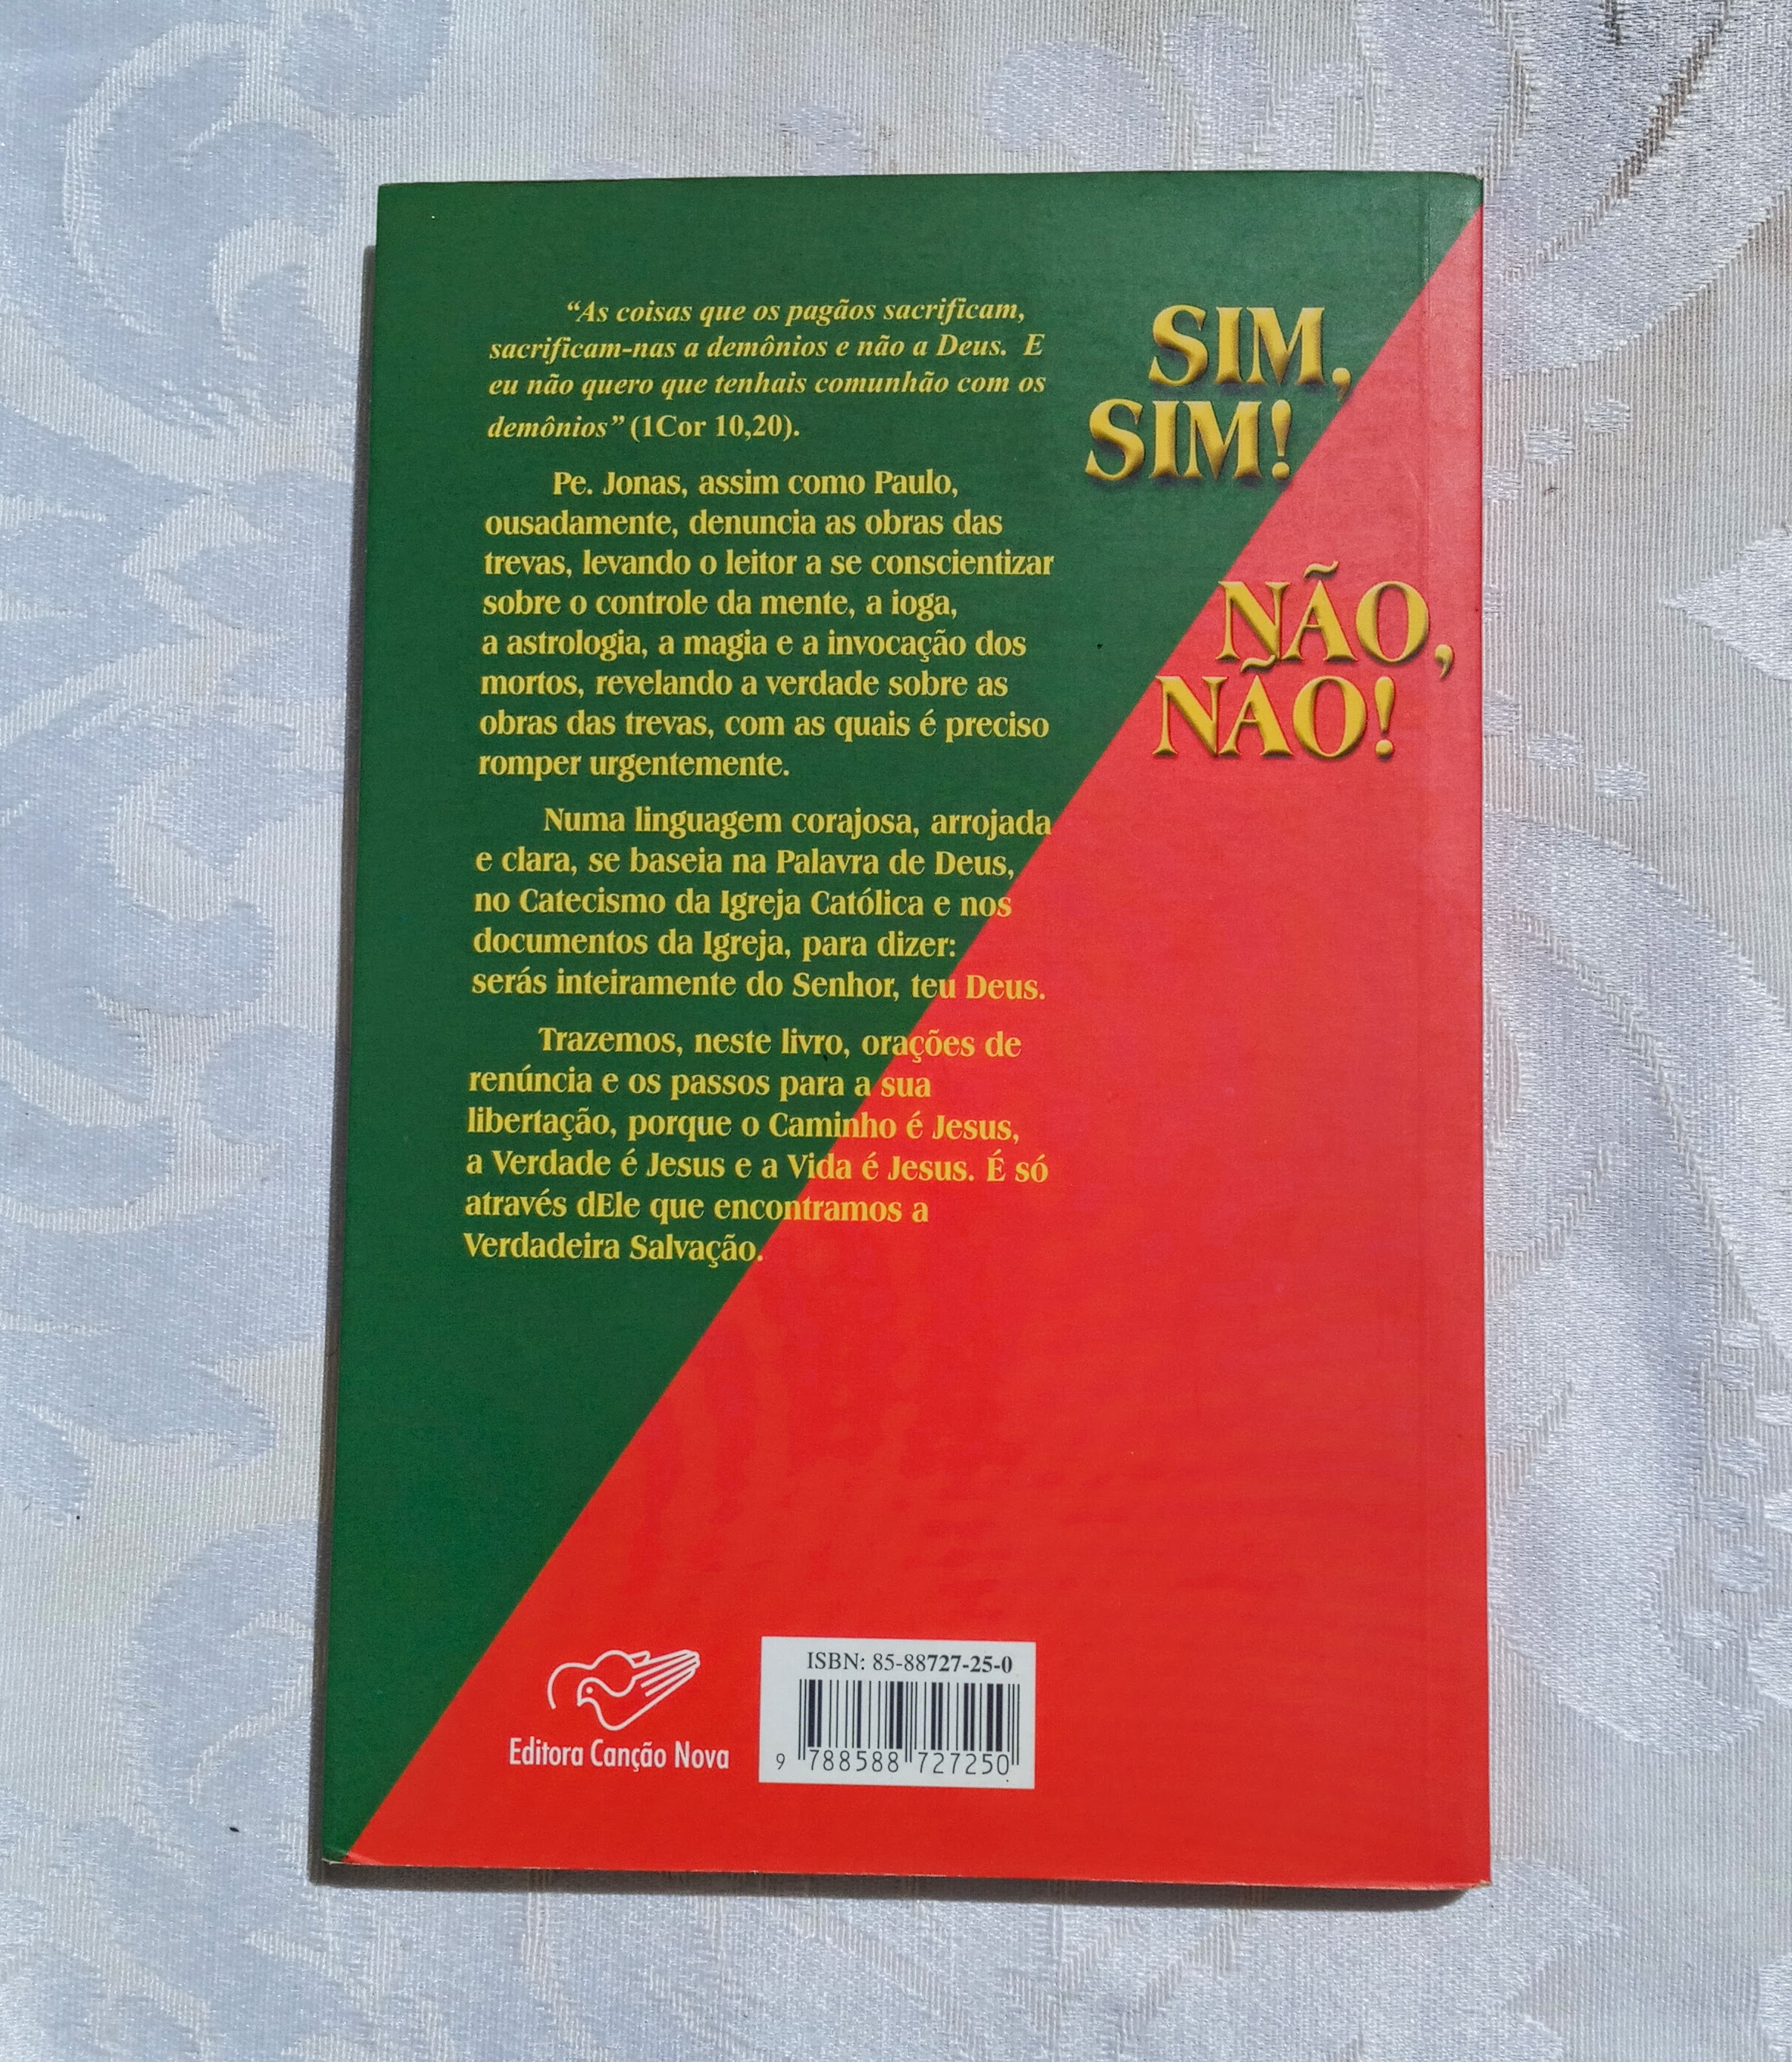 “As coisas que os pagãos sacrificam,
sacrificam-nas a demônios e não a Deus. E
eu não quero que tenhais comunhão com os
demônios” (1Cor 10,20).
Pe. Jonas, assim como Paulo,
ousadamente, denuncia as obras das
trevas, levando o leitor a se conscientizar
sobre o controle da mente, a ioga,
a astrologia, a magia e a invocação dos
mortos, revelando a verdade sobre as
obras das trevas, com as quais é preciso
romper urgentemente.
Numa linguagem corajosa, arrojada
e clara, se baseia na Palavra de Deus,
no Catecismo da Igreja Católica e nos
documentos da Igreja, para dizer:
serás inteiramente do Senhor, teu Deus.
Trazemos, neste livro, orações de
renúncia e os passos para a sua
libertação, porque o Caminho é Jesus,
a Verdade é Jesus e a Vida é Jesus. É só
através dEle que encontramos a
Verdadeira Salvação.
SIM,
SIM!
NÃO,
NÃO!
Editora Canção Nova
ISBN: 85-88727-25-0
9 788588 727250